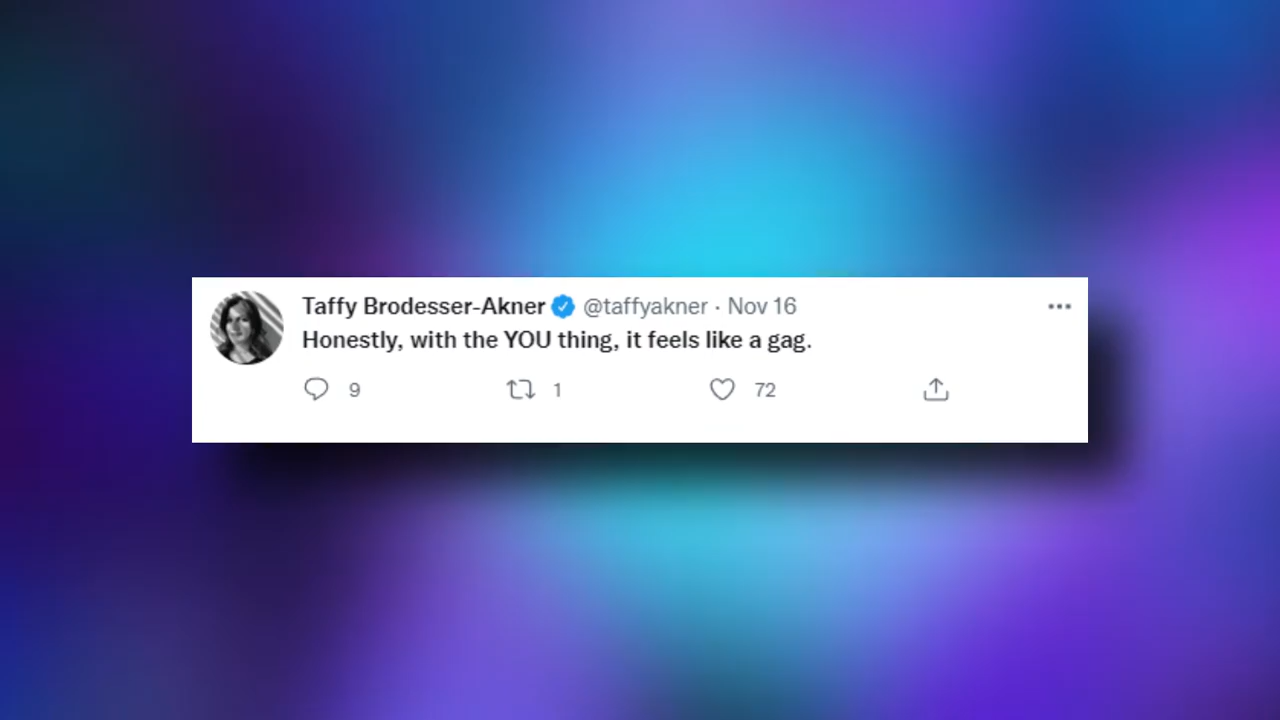 Taffy Brodesser-Akner @taffyakner · Nov 16
Honestly, with the YOU thing, it feels like a gag.
9 1 72